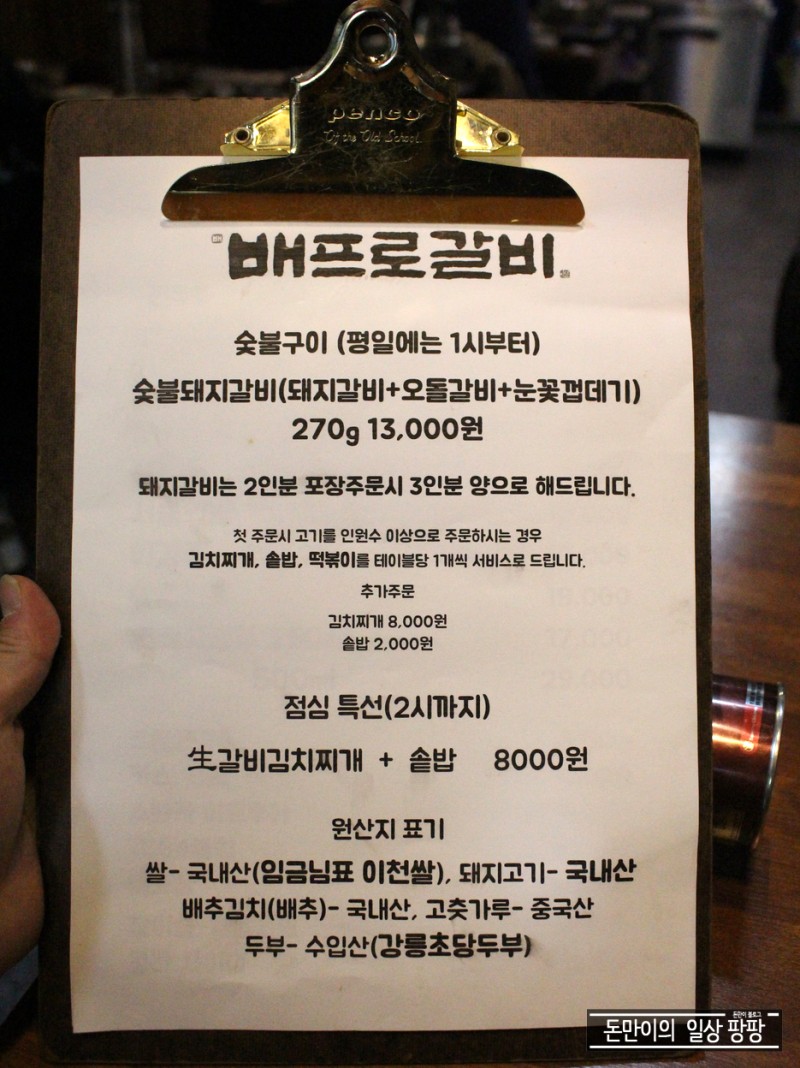 penco
Of the Old School
배프로갈비
숯불구이 (평일에는 1시부터)
숯불돼지갈비(돼지갈비+오돌갈비+눈꽃껍데기)
270g 13,000원
돼지갈비는 2인분 포장주문시 3인분 양으로 해드립니다.
첫 주문시 고기를 인원수 이상으로 주문하시는 경우
김치찌개, 솥밥, 떡볶이를 테이블당 1개씩 서비스로 드립니다.
추가주문
김치찌개 8,000원
솥밥 2,000원
점심 특선(2시까지)
生갈비김치찌개 + 솥밥 8000원
원산지 표기
쌀- 국내산(임금님표 이천쌀), 돼지고기- 국내산
배추김치(배추)- 국내산, 고춧가루- 중국산
두부- 수입산(강릉초당두부)
돈만이 블로그
돈만이의 일상 팡팡